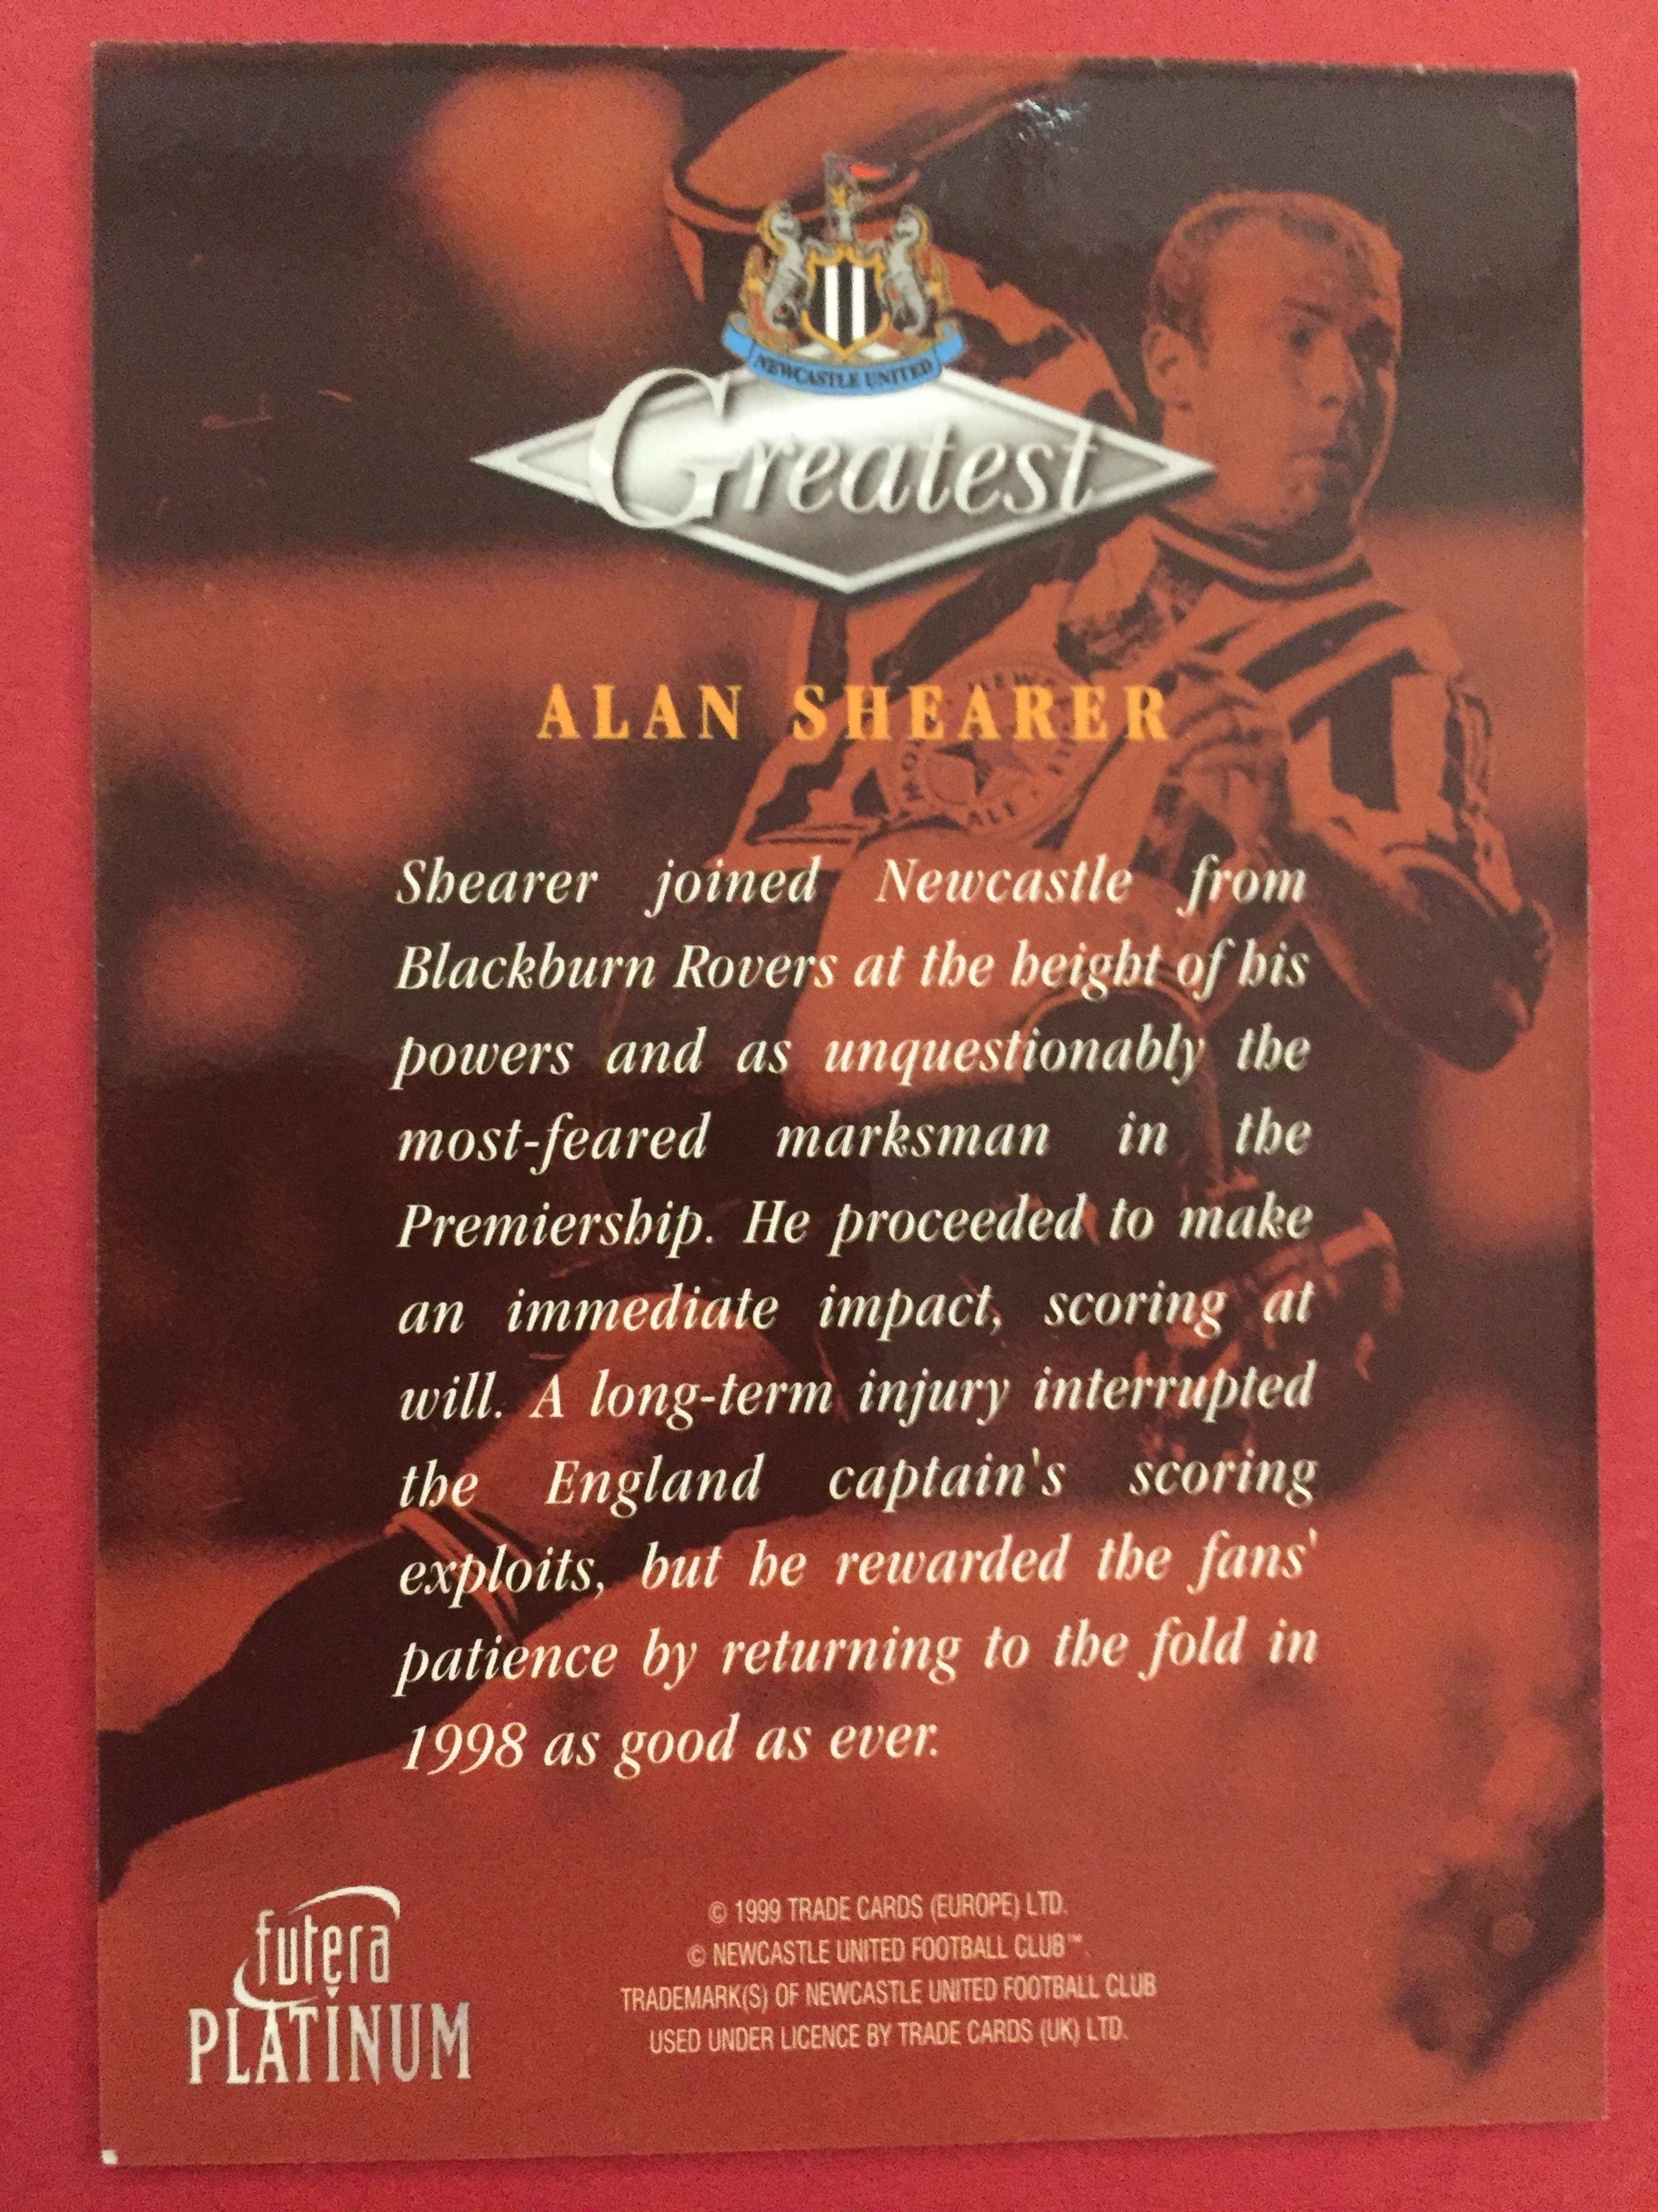 NEWCASTLE UNITED
Greatest
ALAN SHEARER
Shearer joined Newcastle from
Blackburn Rovers at the height of his
powers and as unquestionably the
most-feared marksman in the
Premiership. He proceeded to make
an immediate impact, scoring at
will. A long-term injury interrupted
the England captain's scoring
exploits, but he rewarded the fans'
patience by returning to the fold in
1998 as good as ever.
futera
PLATINUM
© 1999 TRADE CARDS (EUROPE) LTD.
© NEWCASTLE UNITED FOOTBALL CLUB™.
TRADEMARK(S) OF NEWCASTLE UNITED FOOTBALL CLUB
USED UNDER LICENCE BY TRADE CARDS (UK) LTD.